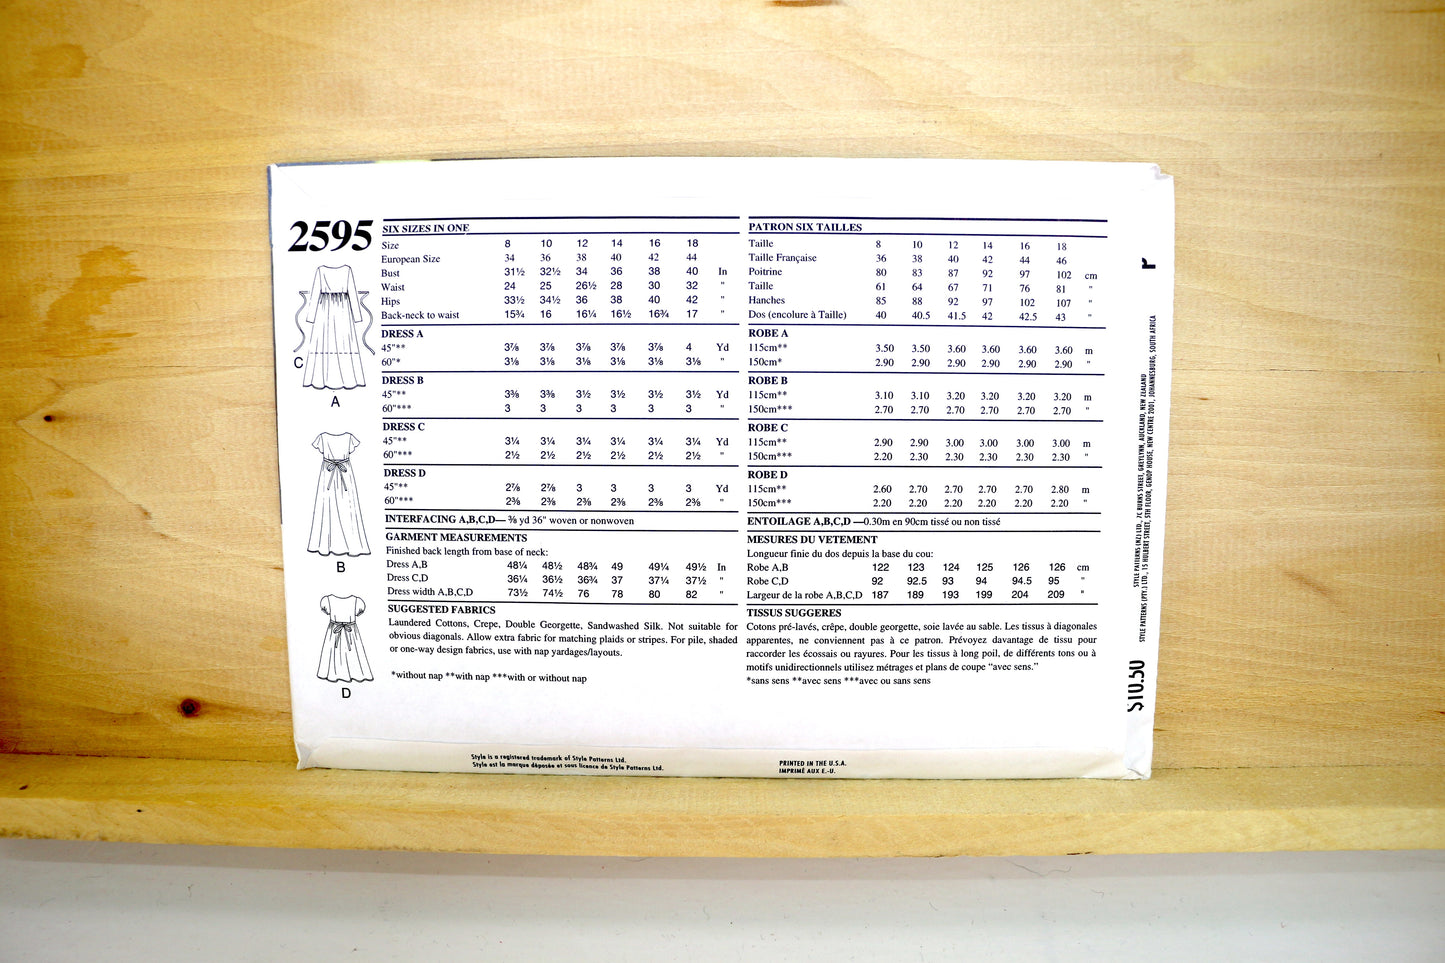 2595
SIX SIZES IN ONE
Size 8 10 12 14 16 18
European Size 34 36 38 40 42 44
Bust 31½ 32½ 34 36 38 40 In
Waist 24 25 26½ 28 30 32 "
Hips 33½ 34½ 36 38 40 42 "
Back-neck to waist 15¾ 16 16¼ 16½ 16¾ 17 "
DRESS A
45"** 3⅞ 3⅞ 3⅞ 3⅞ 3⅞ 4 Yd
60"* 3⅛ 3⅛ 3⅛ 3⅛ 3⅛ 3⅛ "
DRESS B
45"** 3⅜ 3⅜ 3½ 3½ 3½ 3½ Yd
60"*** 3 3 3 3 3 3 "
DRESS C
45"** 3¼ 3¼ 3¼ 3¼ 3¼ 3¼ Yd
60"*** 2½ 2½ 2½ 2½ 2½ 2½ "
DRESS D
45"** 2⅞ 2⅞ 3 3 3 3 Yd
60"*** 2⅜ 2⅜ 2⅜ 2⅜ 2⅜ 2⅜ "
INTERFACING A,B,C,D— ⅜ yd 36" woven or nonwoven
GARMENT MEASUREMENTS
Finished back length from base of neck:
Dress A,B 48¼ 48½ 48¾ 49 49¼ 49½ In
Dress C,D 36¼ 36½ 36¾ 37 37¼ 37½ "
Dress width A,B,C,D 73½ 74½ 76 78 80 82 "
SUGGESTED FABRICS
Laundered Cottons, Crepe, Double Georgette, Sandwashed Silk. Not suitable for
obvious diagonals. Allow extra fabric for matching plaids or stripes. For pile, shaded
or one-way design fabrics, use with nap yardages/layouts.
*without nap **with nap ***with or without nap
C
A
B
D
PATRON SIX TAILLES
Taille 8 10 12 14 16 18
Taille Française 36 38 40 42 44 46
Poitrine 80 83 87 92 97 102 cm
Taille 61 64 67 71 76 81 "
Hanches 85 88 92 97 102 107 "
Dos (encolure à Taille) 40 40.5 41.5 42 42.5 43 "
ROBE A
115cm** 3.50 3.50 3.60 3.60 3.60 3.60 m
150cm* 2.90 2.90 2.90 2.90 2.90 2.90 "
ROBE B
115cm** 3.10 3.10 3.20 3.20 3.20 3.20 m
150cm*** 2.70 2.70 2.70 2.70 2.70 2.70 "
ROBE C
115cm** 2.90 2.90 3.00 3.00 3.00 3.00 m
150cm*** 2.20 2.30 2.30 2.30 2.30 2.30 "
ROBE D
115cm** 2.60 2.70 2.70 2.70 2.70 2.80 m
150cm*** 2.20 2.20 2.20 2.20 2.20 2.20 "
ENTOILAGE A,B,C,D —0.30m en 90cm tissé ou non tissé
MESURES DU VETEMENT
Longueur finie du dos depuis la base du cou:
Robe A,B 122 123 124 125 126 126 cm
Robe C,D 92 92.5 93 94 94.5 95 "
Largeur de la robe A,B,C,D 187 189 193 199 204 209 "
TISSUS SUGGERES
Cotons pré-lavés, crêpe, double georgette, soie lavée au sable. Les tissus à diagonales
apparentes, ne conviennent pas à ce patron. Prévoyez davantage de tissu pour
raccorder les écossais ou rayures. Pour les tissus à long poil, de différents tons ou à
motifs unidirectionnels utilisez métrages et plans de coupe “avec sens.”
*sans sens **avec sens ***avec ou sans sens
Style is a registered trademark of Style Patterns Ltd.
Style est la marque déposée et sous licence de Style Patterns Ltd.
PRINTED IN THE U.S.A.
IMPRIMÉ AUX E.-U.
STYLE PATTERNS (NZ) LTD., 7C BURNS STREET, GREYLYNN, AUCKLAND, NEW ZEALAND
STYLE PATTERNS (PTY.) LTD., 15 HULBERT STREET, 5TH FLOOR, GENOP HOUSE, NEW CENTRE 2001, JOHANNESBURG, SOUTH AFRICA
$10.50